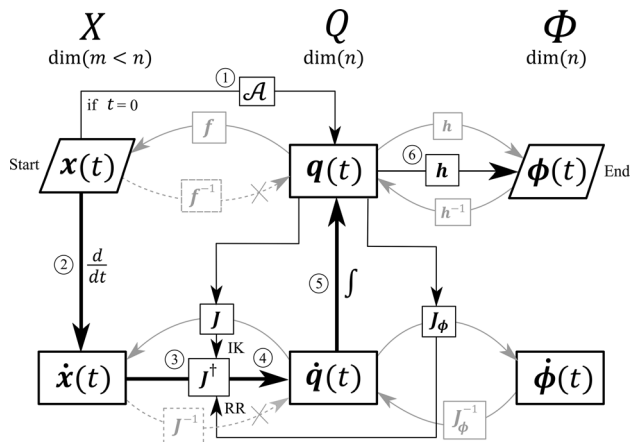 X Q Φ
dim(m < n) dim(n) dim(n)
① 𝒜
if t = 0
f h
⑥
Start x(t) q(t) h ϕ(t) End
f⁻¹ h⁻¹
② d/dt ⑤ ∫
J J_ϕ
IK
③ ④
ẋ(t) J† q̇(t) ϕ̇(t)
RR
J⁻¹ J_ϕ⁻¹